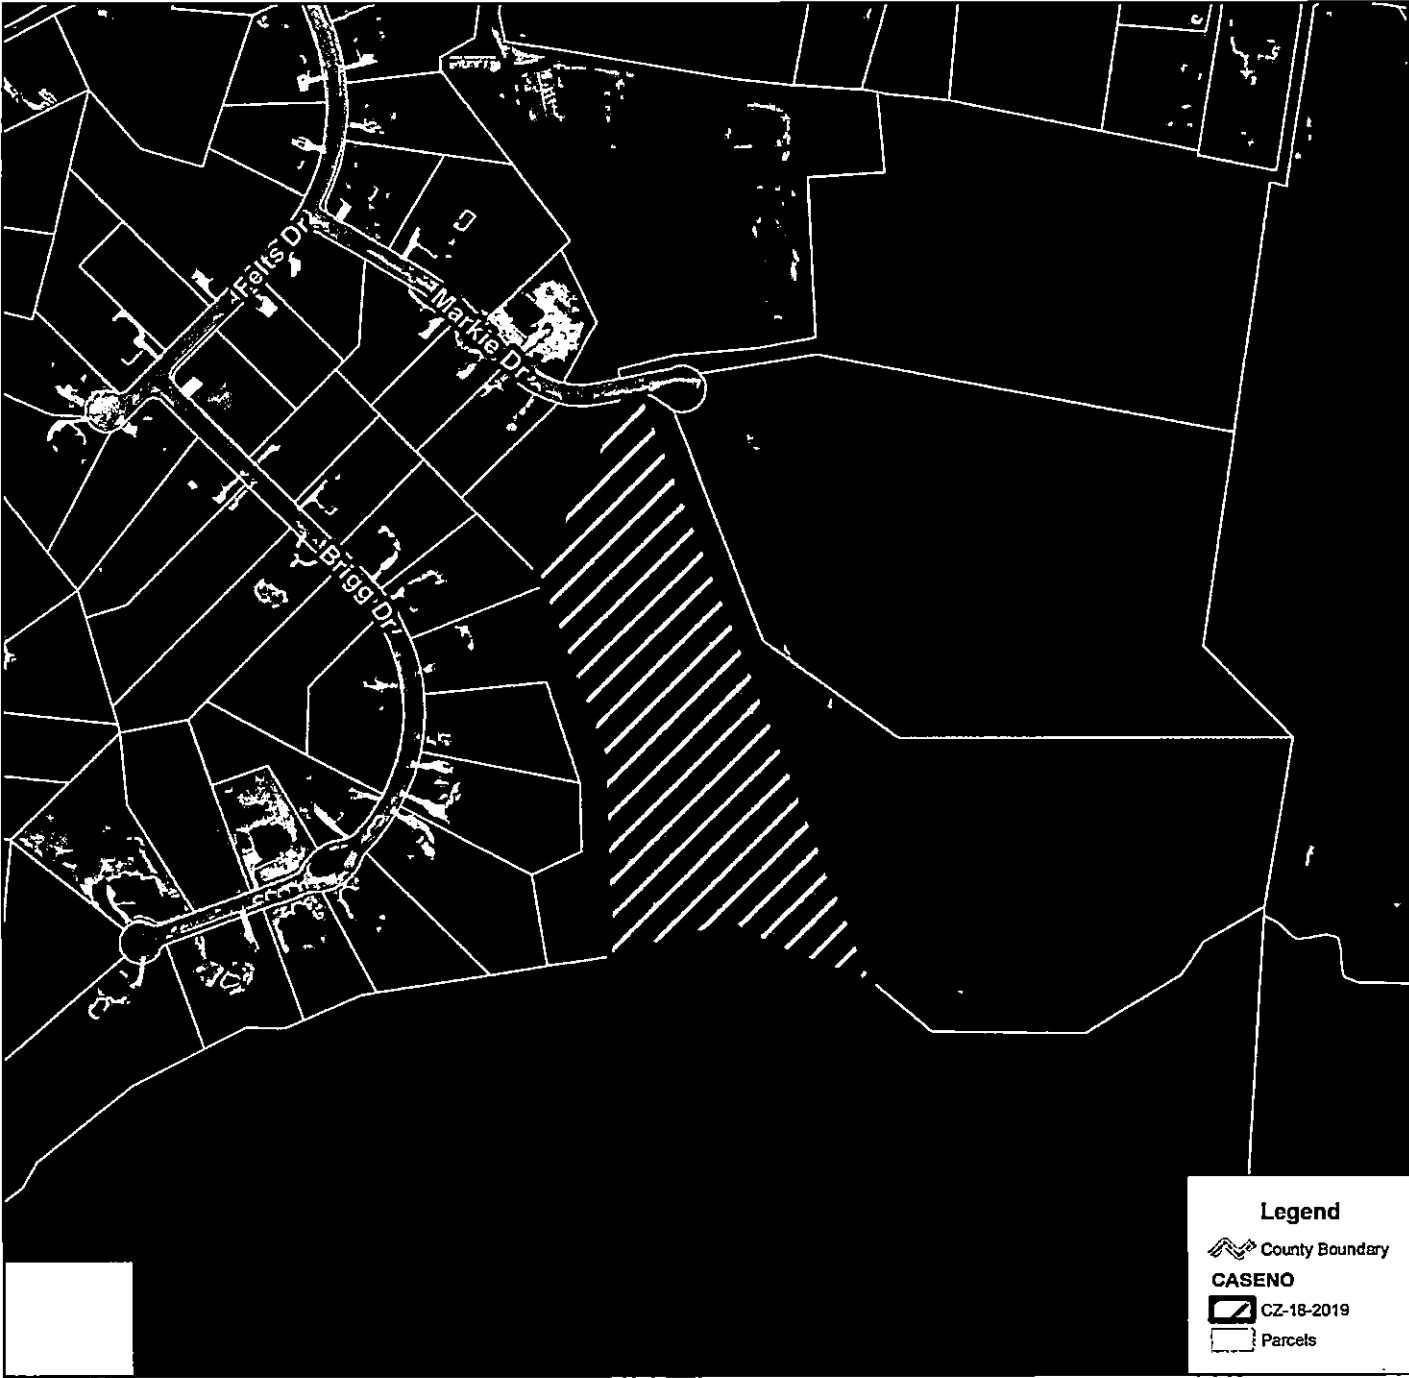 Felts Dr
Markie Dr
Brigg Dr
Legend
County Boundary
CASENO
CZ-18-2019
Parcels